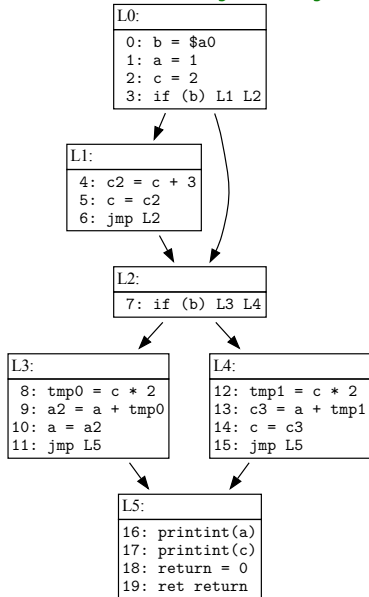 L0:
0: b = $a0
1: a = 1
2: c = 2
3: if (b) L1 L2
L1:
4: c2 = c + 3
5: c = c2
6: jmp L2
L2:
7: if (b) L3 L4
L3:
8: tmp0 = c * 2
9: a2 = a + tmp0
10: a = a2
11: jmp L5
L4:
12: tmp1 = c * 2
13: c3 = a + tmp1
14: c = c3
15: jmp L5
L5:
16: printint(a)
17: printint(c)
18: return = 0
19: ret return